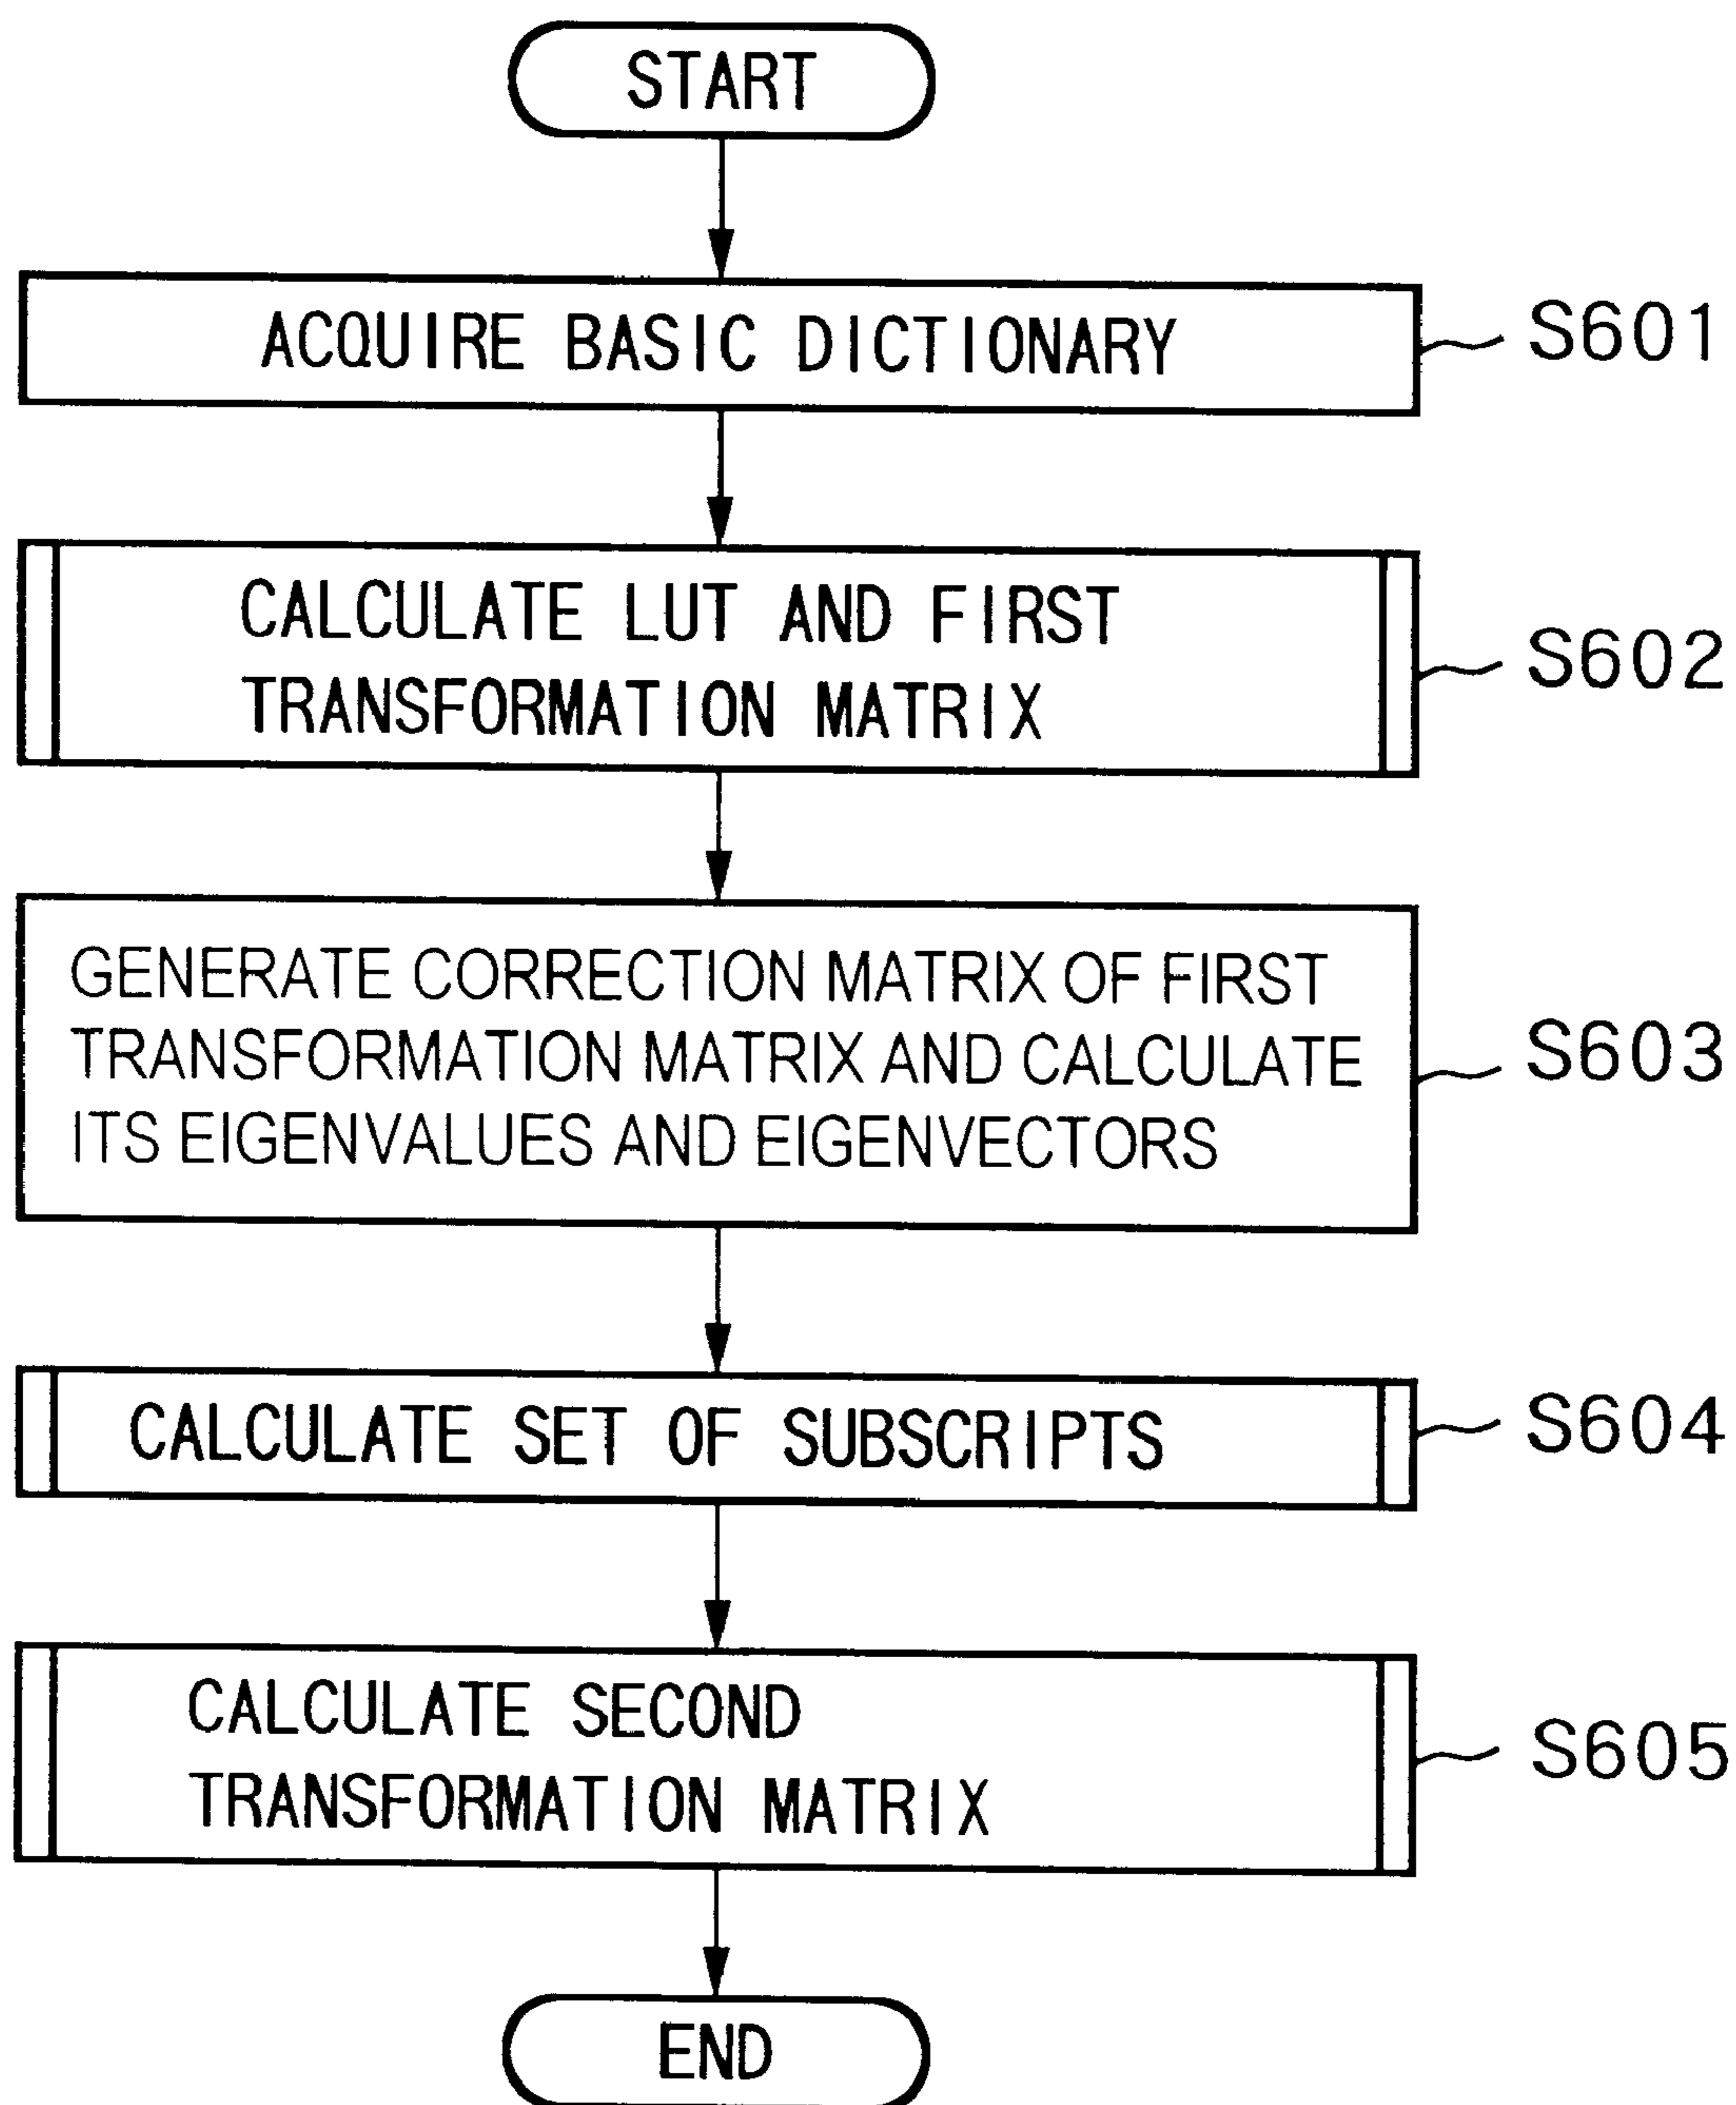 START
ACQUIRE BASIC DICTIONARY
S601
CALCULATE LUT AND FIRST
TRANSFORMATION MATRIX
S602
GENERATE CORRECTION MATRIX OF FIRST
TRANSFORMATION MATRIX AND CALCULATE
ITS EIGENVALUES AND EIGENVECTORS
S603
CALCULATE SET OF SUBSCRIPTS
S604
CALCULATE SECOND
TRANSFORMATION MATRIX
S605
END